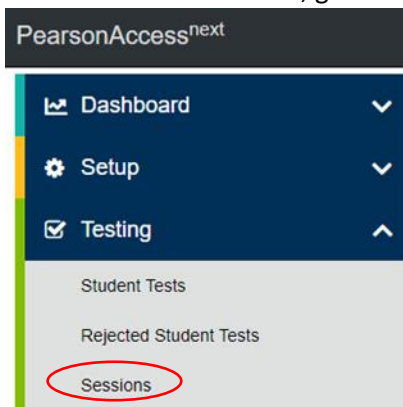 PearsonAccessnext
Dashboard
Setup
Testing
Student Tests
Rejected Student Tests
Sessions